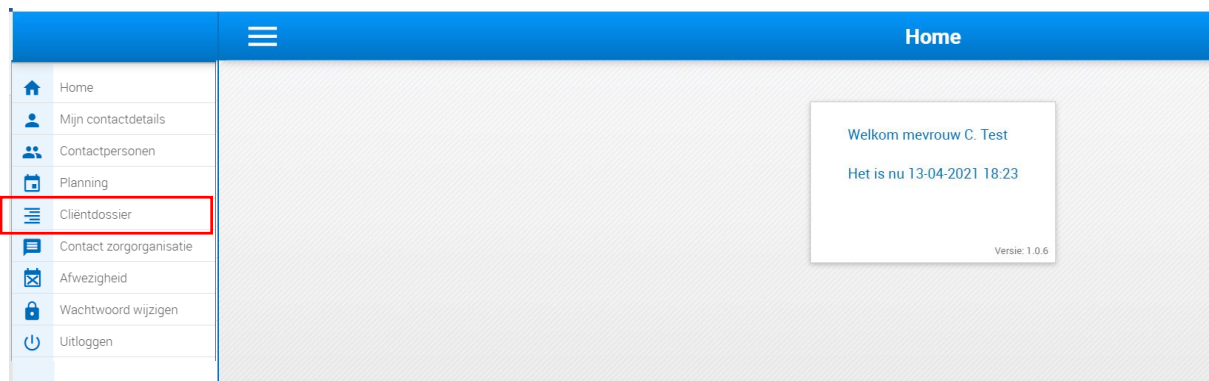 Home
Home
Mijn contactdetails
Contactpersonen
Planning
Cliëntdossier
Contact zorgorganisatie
Afwezigheid
Wachtwoord wijzigen
Uitloggen
Welkom mevrouw C. Test
Het is nu 13-04-2021 18:23
Versie: 1.0.6